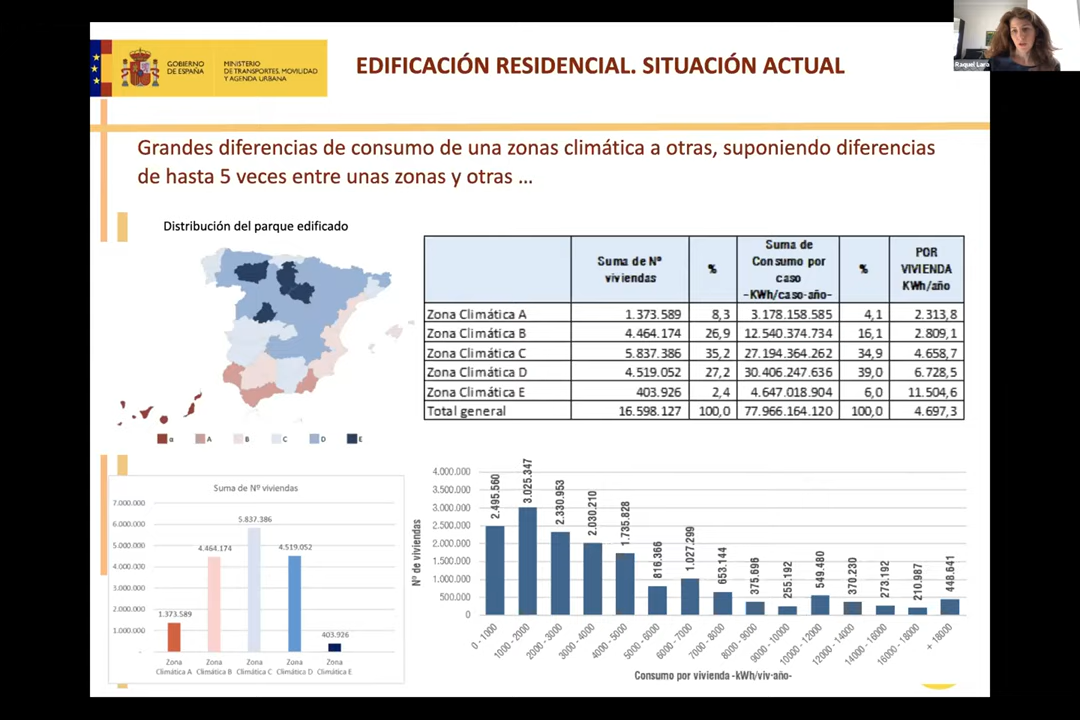 GOBIERNO
DE ESPAÑA
MINISTERIO
DE TRANSPORTES, MOVILIDAD
Y AGENDA URBANA
EDIFICACIÓN RESIDENCIAL. SITUACIÓN ACTUAL
Raquel Lara
Grandes diferencias de consumo de una zonas climática a otras, suponiendo diferencias
de hasta 5 veces entre unas zonas y otras ...
Distribución del parque edificado
α A B C D E
Suma de Nº viviendas % Suma de Consumo por caso -KWh/caso·año- % POR VIVIENDA KWh/año
Zona Climática A 1.373.589 8,3 3.178.158.585 4,1 2.313,8
Zona Climática B 4.464.174 26,9 12.540.374.734 16,1 2.809,1
Zona Climática C 5.837.386 35,2 27.194.364.262 34,9 4.658,7
Zona Climática D 4.519.052 27,2 30.406.247.636 39,0 6.728,5
Zona Climática E 403.926 2,4 4.647.018.904 6,0 11.504,6
Total general 16.598.127 100,0 77.966.164.120 100,0 4.697,3
Suma de Nº viviendas
7.000.000
6.000.000
5.000.000
4.000.000
3.000.000
2.000.000
1.000.000
-
1.373.589
4.464.174
5.837.386
4.519.052
403.926
Zona Climática A
Zona Climática B
Zona Climática C
Zona Climática D
Zona Climática E
Nº de viviendas
4.000.000
3.500.000
3.000.000
2.500.000
2.000.000
1.500.000
1.000.000
500.000
0
2.495.560
3.025.347
2.330.953
2.030.210
1.735.828
816.366
1.027.299
653.144
375.696
255.192
549.480
370.230
273.192
210.987
448.641
0 - 1000
1000 - 2000
2000 - 3000
3000 - 4000
4000 - 5000
5000 - 6000
6000 - 7000
7000 - 8000
8000 - 9000
9000 - 10000
10000 - 12000
12000 - 14000
14000 - 16000
16000 - 18000
+ 18000
Consumo por vivienda -kWh/viv·año-